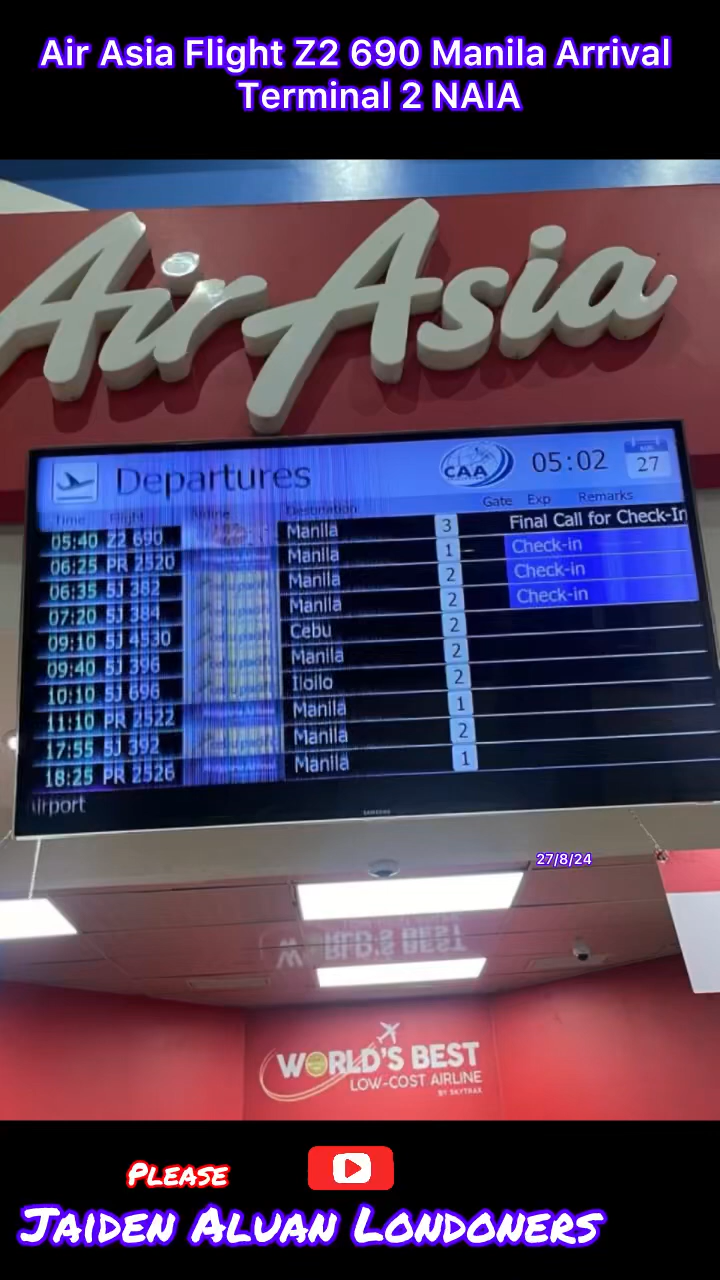 Air Asia Flight Z2 690 Manila Arrival
Terminal 2 NAIA
AirAsia
Departures
CAA
05:02
27
Time Flight Airline Destination Gate Exp Remarks
05:40 Z2 690 Manila 3 Final Call for Check-In
06:25 PR 2520 Manila 1 Check-in
06:35 5J 382 Manila 2 Check-in
07:20 5J 384 Manila 2 Check-in
09:10 5J 4530 Cebu 2
09:40 5J 396 Manila 2
10:10 5J 696 Iloilo 2
11:10 PR 2522 Manila 1
17:55 5J 392 Manila 2
18:25 PR 2526 Manila 1
irport
SAMSUNG
27/8/24
WORLD'S BEST
WORLD'S BEST
LOW-COST AIRLINE
BY SKYTRAX
PLEASE
JAIDEN ALUAN LONDONERS